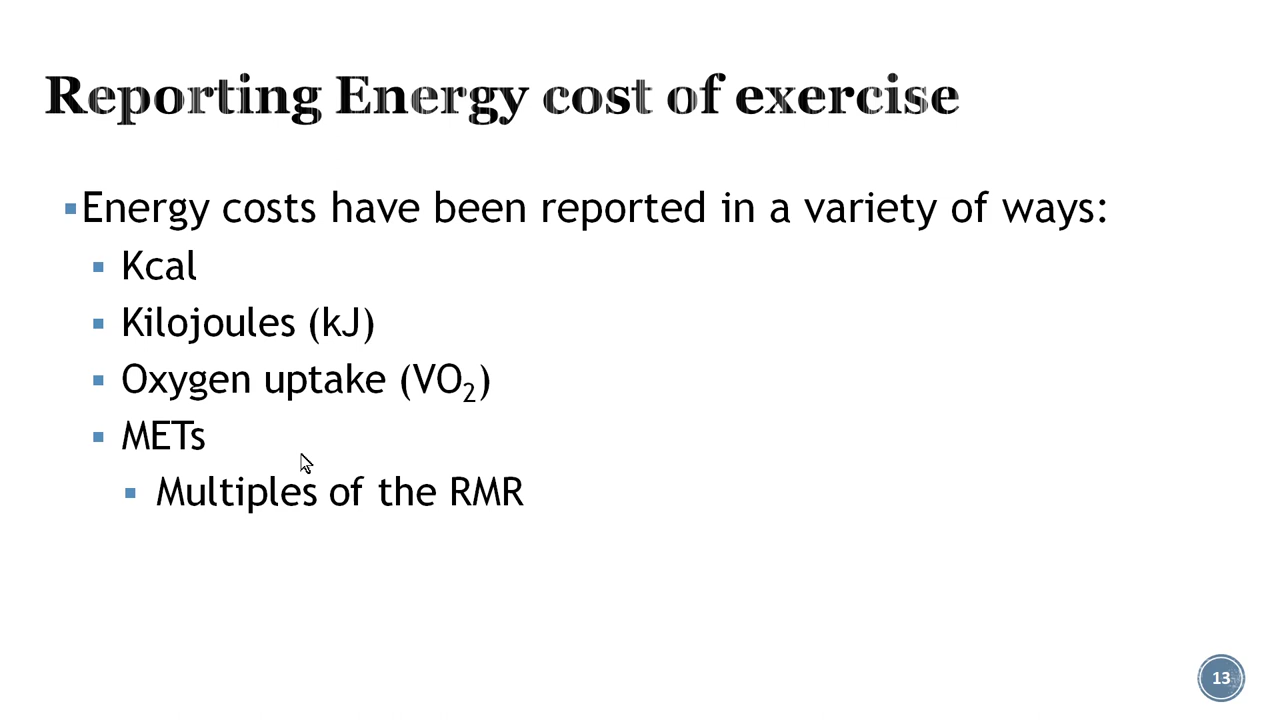 Reporting Energy cost of exercise
Energy costs have been reported in a variety of ways:
Kcal
Kilojoules (kJ)
Oxygen uptake (VO₂)
METs
Multiples of the RMR
13